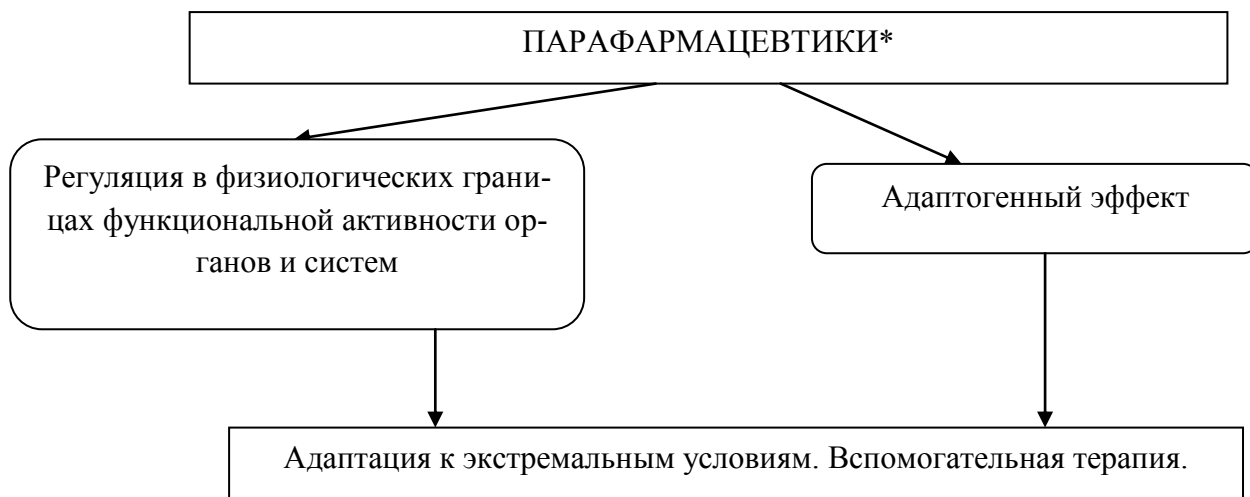 ПАРАФАРМАЦЕВТИКИ*
Регуляция в физиологических грани-
цах функциональной активности ор-
ганов и систем
Адаптогенный эффект
Адаптация к экстремальным условиям. Вспомогательная терапия.